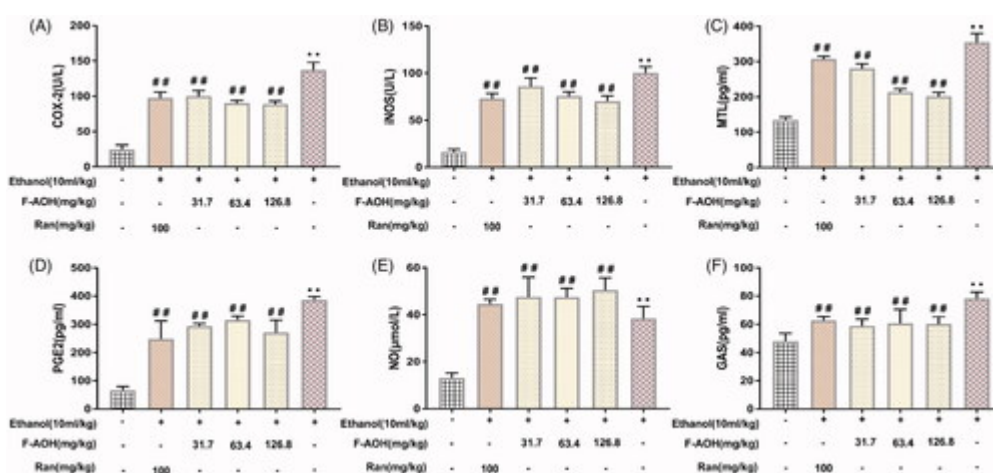 (A)
200
150
100
50
0
COX-2(U/L)
## ## ## ## **
Ethanol(10ml/kg) - + + + + +
F-AOH(mg/kg) - - 31.7 63.4 126.8 -
Ran(mg/kg) - 100 - - - -
(B)
150
100
50
0
iNOS(U/L)
## ## ## ## **
Ethanol(10ml/kg) - + + + + +
F-AOH(mg/kg) - - 31.7 63.4 126.8 -
Ran(mg/kg) - 100 - - - -
(C)
400
300
200
100
0
MTL(pg/ml)
## ## ## ## **
Ethanol(10ml/kg) - + + + + +
F-AOH(mg/kg) - - 31.7 63.4 126.8 -
Ran(mg/kg) - 100 - - - -
(D)
500
400
300
200
100
0
PGE2(pg/ml)
## ## ## ## **
Ethanol(10ml/kg) - + + + + +
F-AOH(mg/kg) - - 31.7 63.4 126.8 -
Ran(mg/kg) - 100 - - - -
(E)
60
40
20
0
NO(μmol/L)
## ## ## ## **
Ethanol(10ml/kg) - + + + + +
F-AOH(mg/kg) - - 31.7 63.4 126.8 -
Ran(mg/kg) - 100 - - - -
(F)
100
80
60
40
20
0
GAS(pg/ml)
## ## ## ## **
Ethanol(10ml/kg) - + + + + +
F-AOH(mg/kg) - - 31.7 63.4 126.8 -
Ran(mg/kg) - 100 - - - -